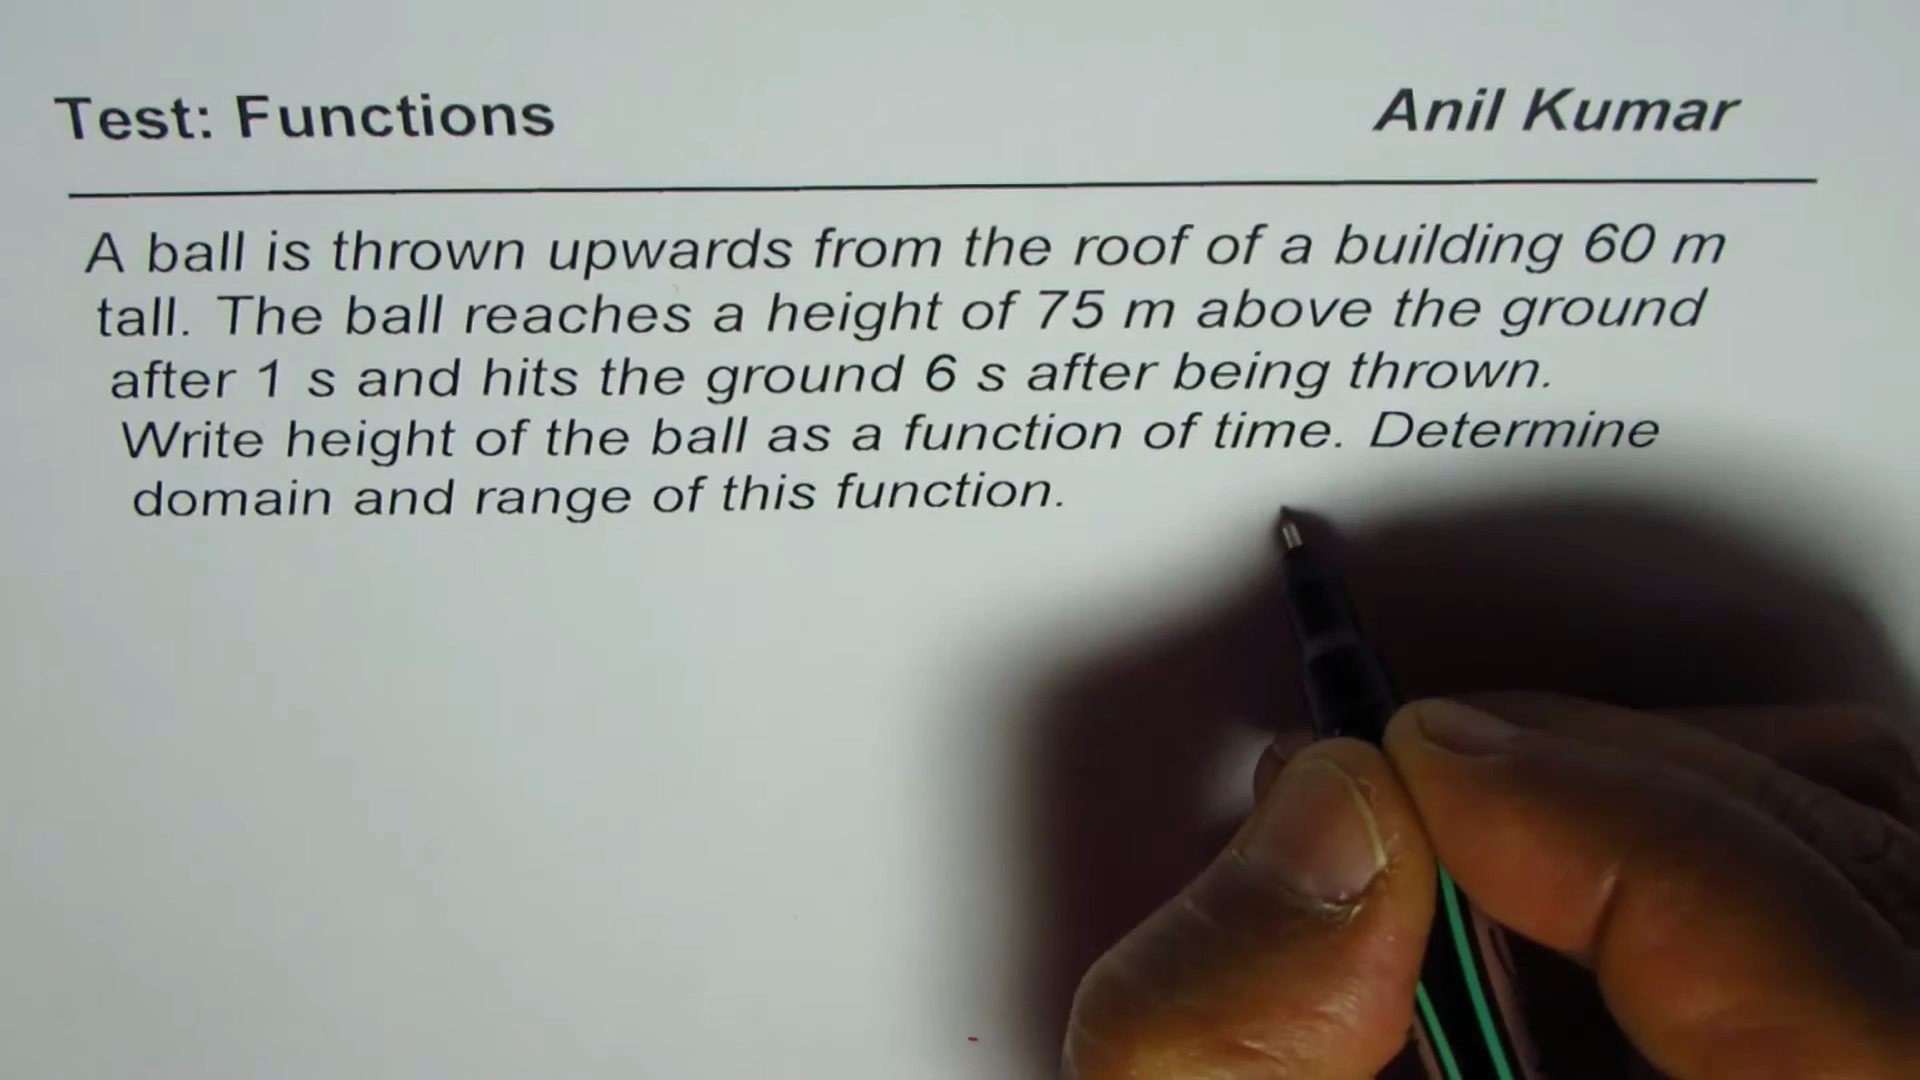 Test: Functions
Anil Kumar
A ball is thrown upwards from the roof of a building 60 m
tall. The ball reaches a height of 75 m above the ground
after 1 s and hits the ground 6 s after being thrown.
Write height of the ball as a function of time. Determine
domain and range of this function.